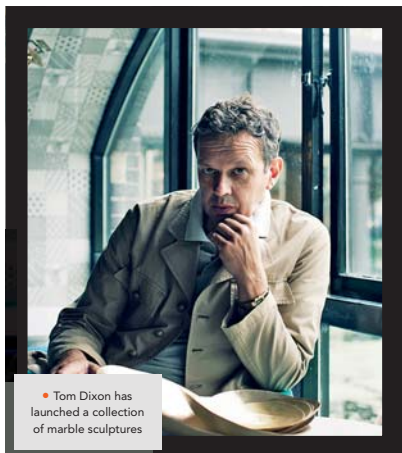 • Tom Dixon has
launched a collection
of marble sculptures